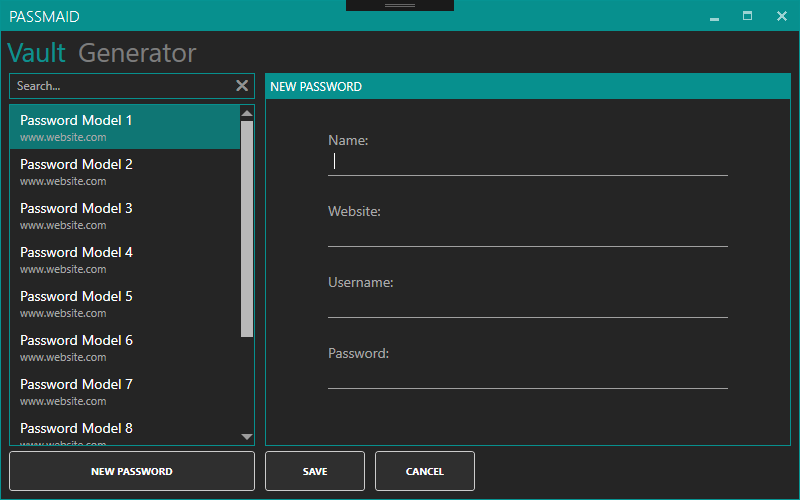 PASSMAID
Vault Generator
Search...
Password Model 1
www.website.com
Password Model 2
www.website.com
Password Model 3
www.website.com
Password Model 4
www.website.com
Password Model 5
www.website.com
Password Model 6
www.website.com
Password Model 7
www.website.com
Password Model 8
www.website.com
NEW PASSWORD
NEW PASSWORD
Name:
Website:
Username:
Password:
SAVE
CANCEL